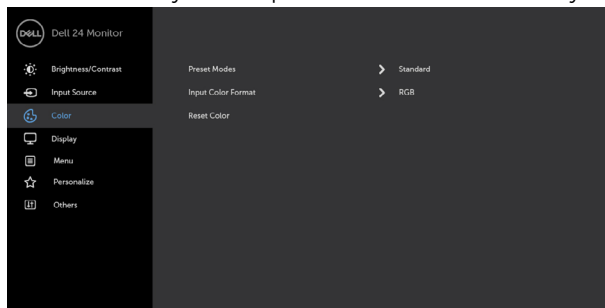 DELL Dell 24 Monitor
Brightness/Contrast
Input Source
Color
Display
Menu
Personalize
Others
Preset Modes Standard
Input Color Format RGB
Reset Color